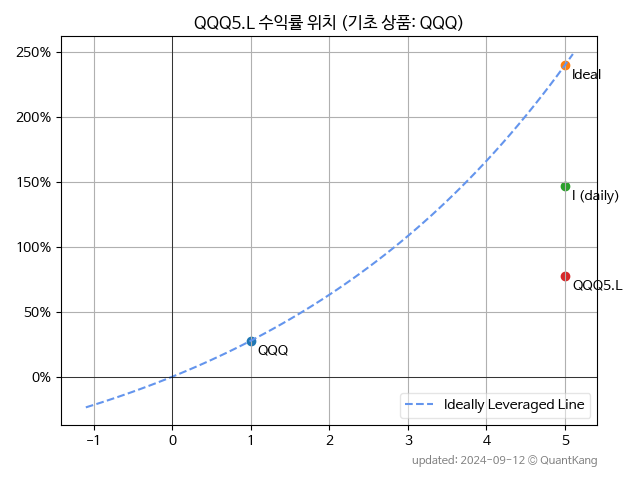 QQQ5.L 수익률 위치 (기초 상품: QQQ)
250%
200%
150%
100%
50%
0%
Ideal
I (daily)
QQQ5.L
QQQ
Ideally Leveraged Line
−1
0
1
2
3
4
5
updated: 2024-09-12 © QuantKang